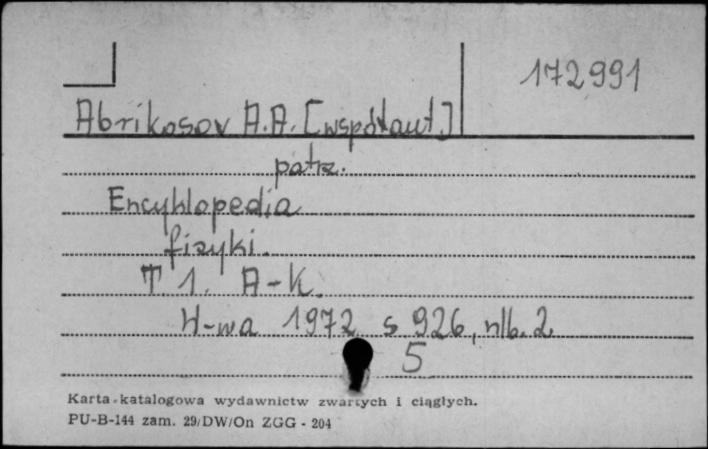 172991
Abrikosov A.A. [współaut]
patrz.
Encyklopedia
fizyki.
T. 1. A-K.
W-wa 1972 s 926, nlb. 2
5
Karta katalogowa wydawnictw zwartych i ciągłych.
PU-B-144 zam. 29/DW/On ZGG - 204